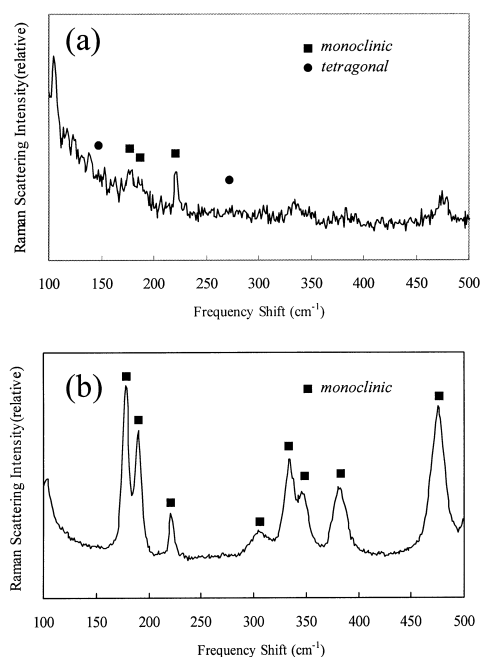 (a)
■ monoclinic
● tetragonal
Raman Scattering Intensity(relative)
100 150 200 250 300 350 400 450 500
Frequency Shift (cm⁻¹)
(b)
■ monoclinic
Raman Scattering Intensity(relative)
100 150 200 250 300 350 400 450 500
Frequency Shift (cm⁻¹)